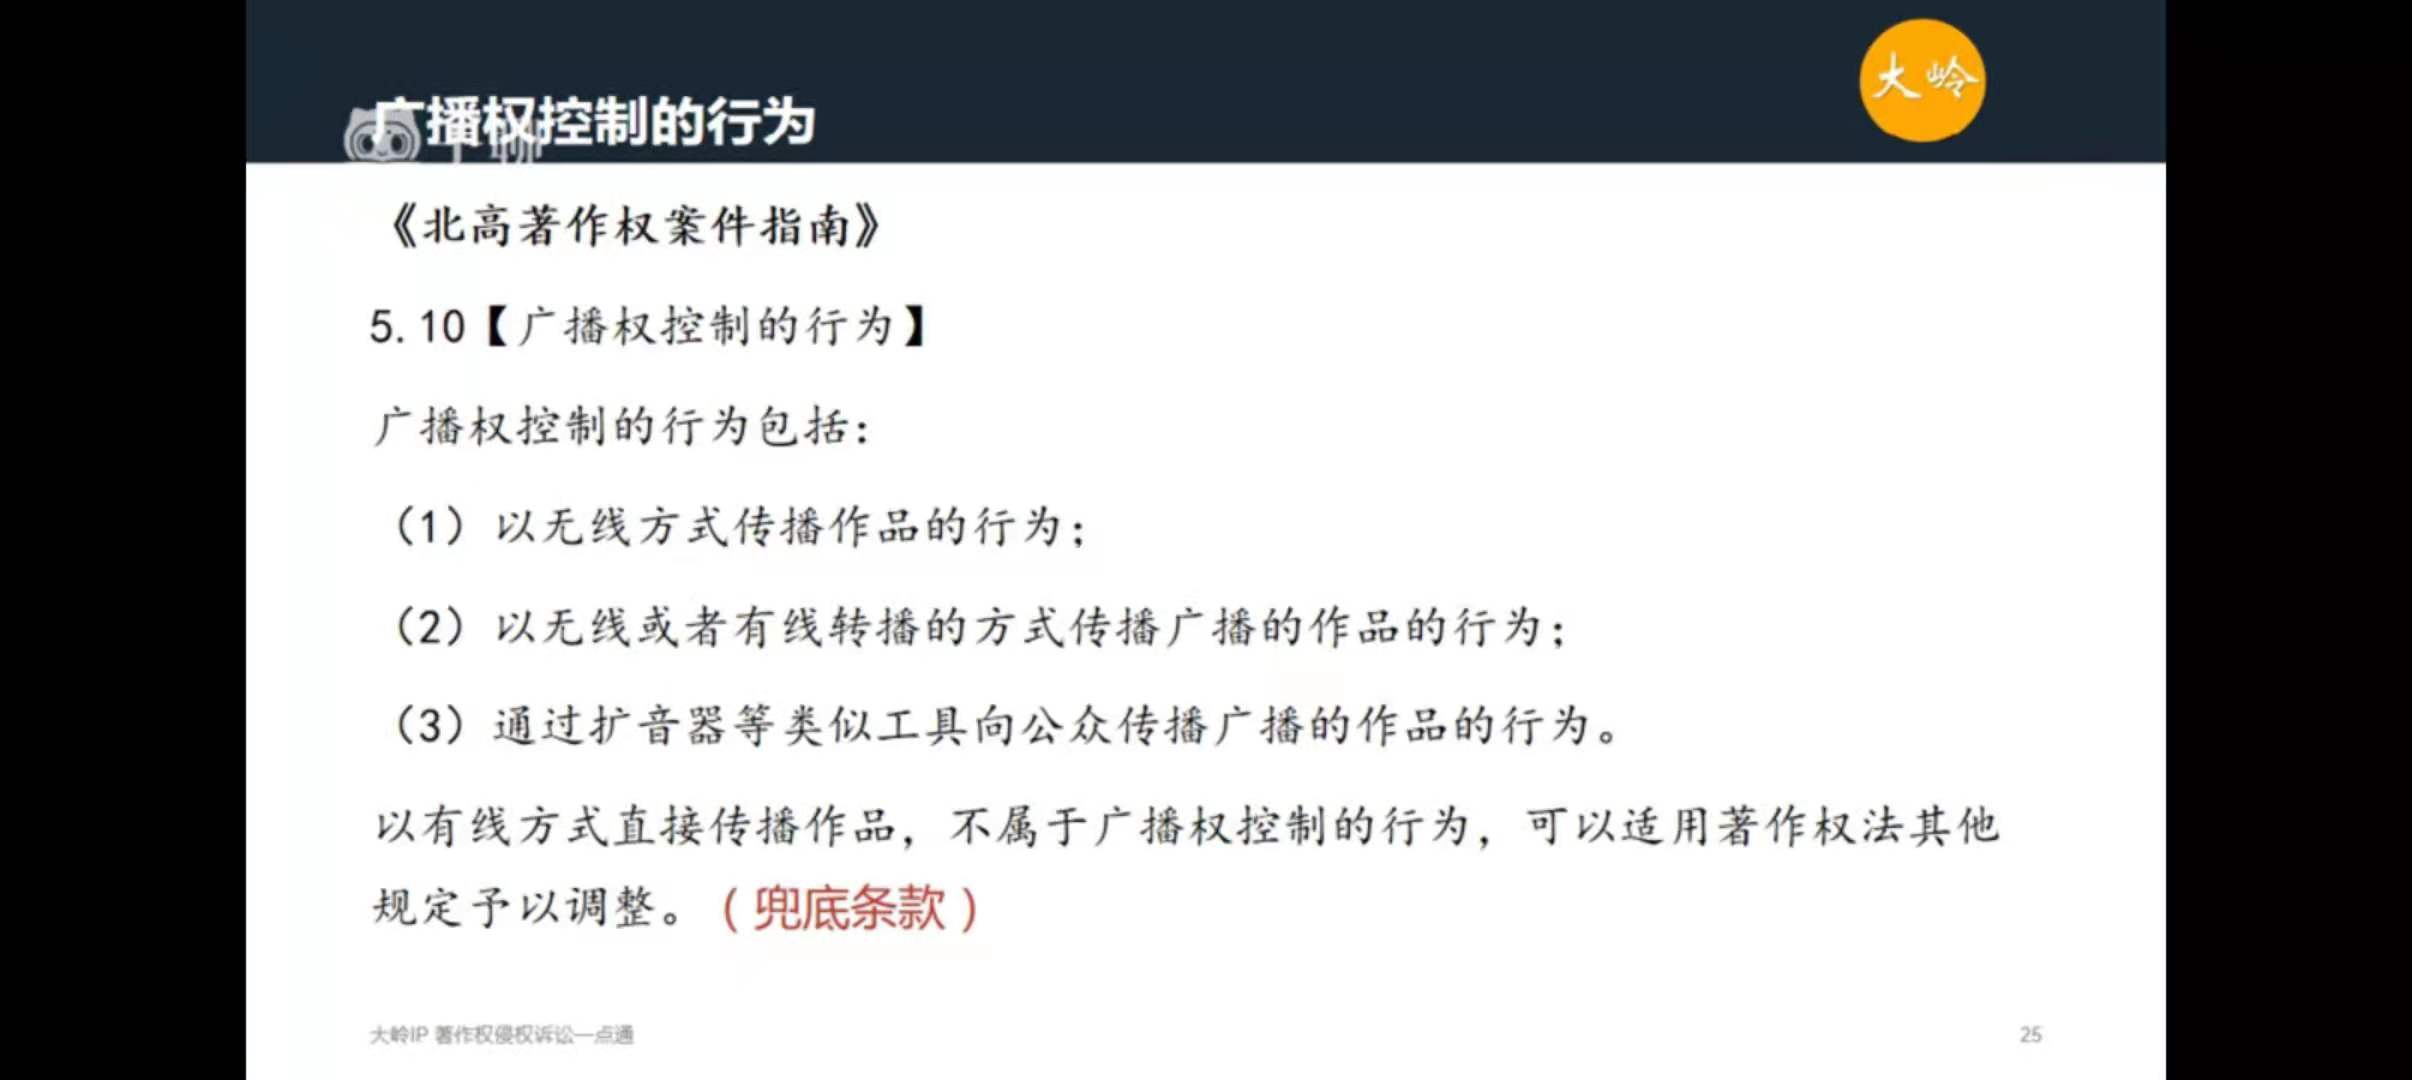 大岭
广播权控制的行为
千聊
《北高著作权案件指南》
5.10【广播权控制的行为】
广播权控制的行为包括:
（1）以无线方式传播作品的行为;
（2）以无线或者有线转播的方式传播广播的作品的行为;
（3）通过扩音器等类似工具向公众传播广播的作品的行为。
以有线方式直接传播作品，不属于广播权控制的行为，可以适用著作权法其他
规定予以调整。（兜底条款）
大岭IP 著作权侵权诉讼一点通
25